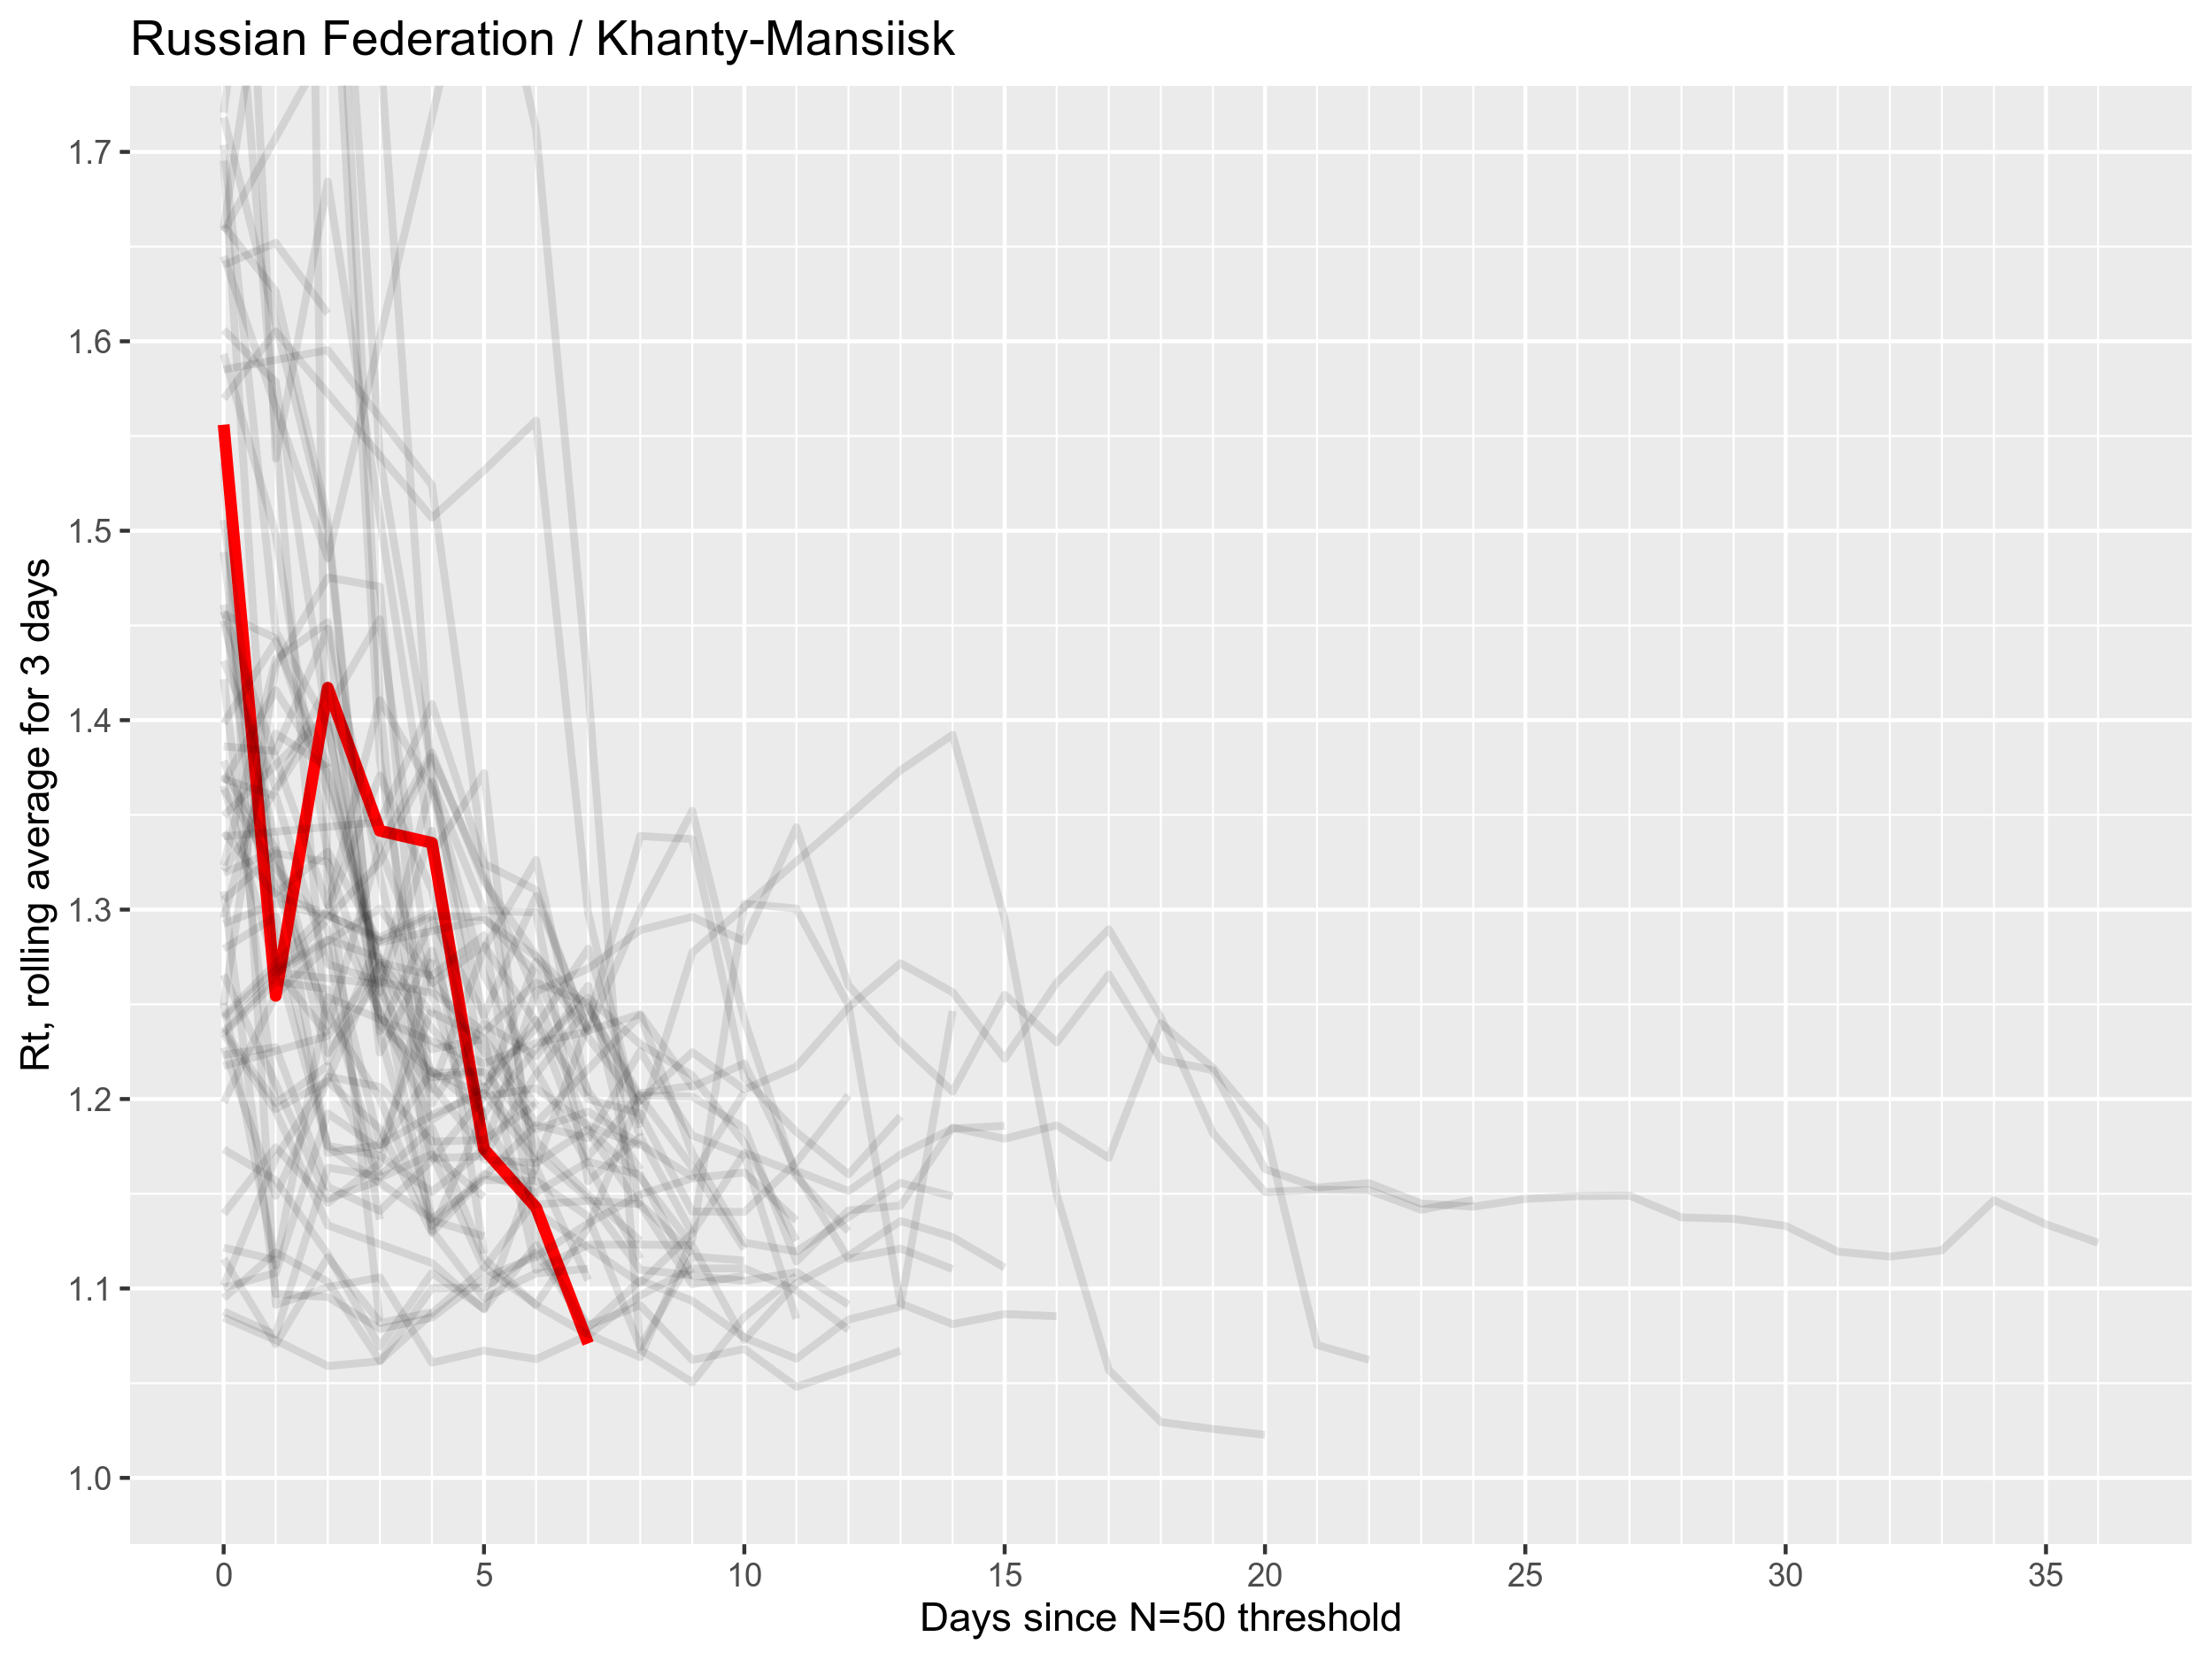 Russian Federation / Khanty-Mansiisk
Rt, rolling average for 3 days
1.7
1.6
1.5
1.4
1.3
1.2
1.1
1.0
0 5 10 15 20 25 30 35
Days since N=50 threshold